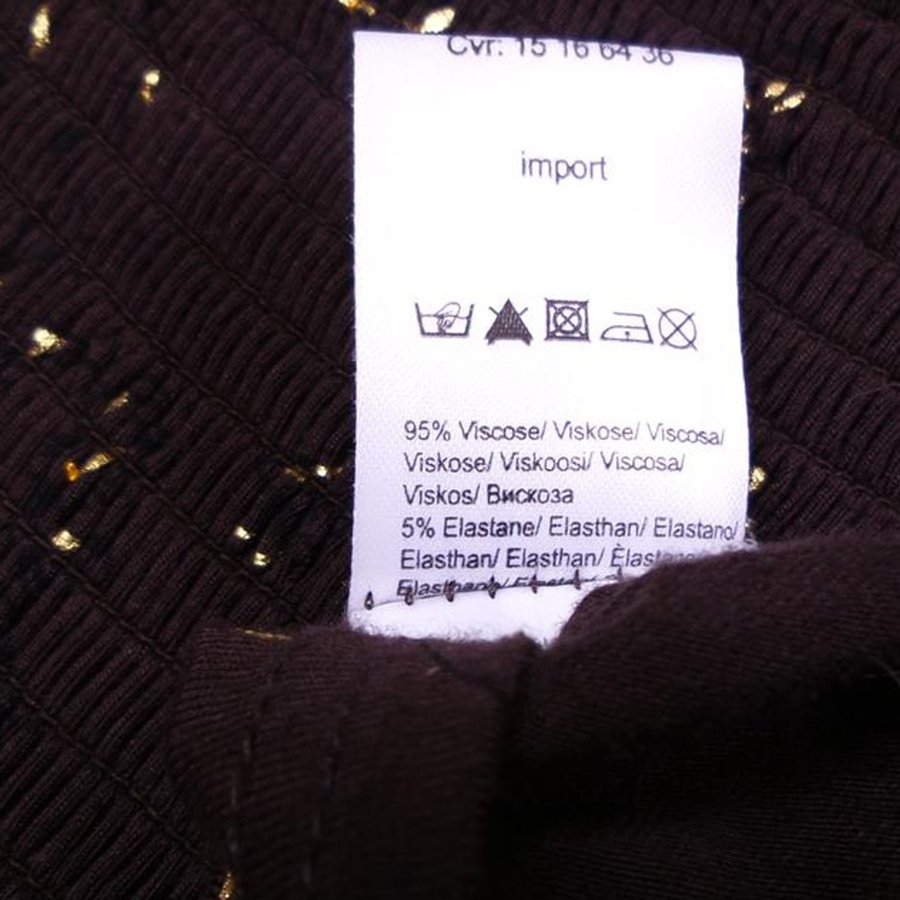 Cvr: 15 16 64 36
import
95% Viscose/ Viskose/ Viscosa/
Viskose/ Viskoosi/ Viscosa/
Viskos/ Вискоза
5% Elastane/ Elasthan/ Elastano/
Elasthan/ Elasthan/